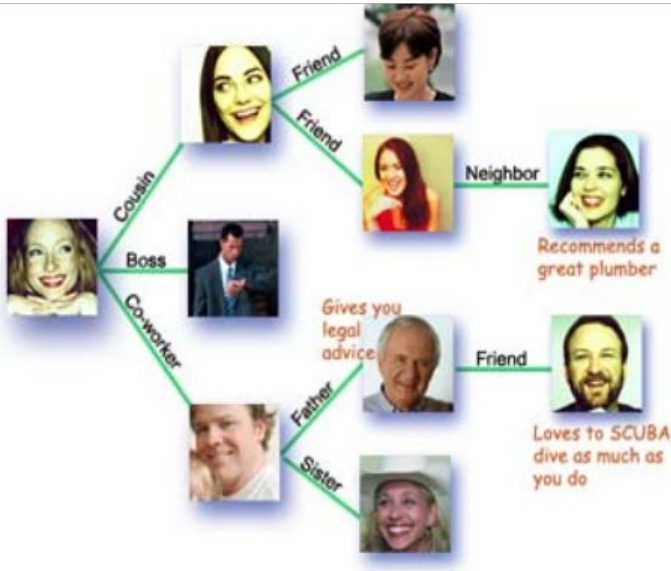 Friend
Friend
Cousin
Neighbor
Boss
Recommends a
great plumber
Co-worker
Gives you
legal
advice
Father
Friend
Sister
Loves to SCUBA
dive as much as
you do